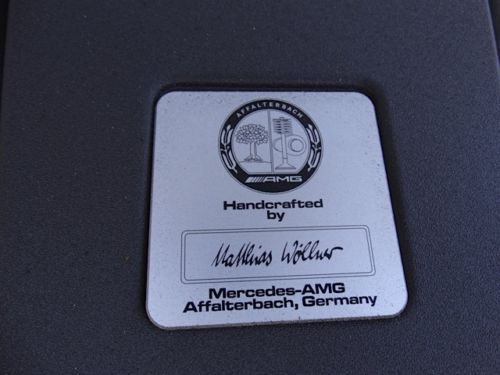 AFFALTERBACH
AMG
Handcrafted
by
Matthias Wöllner
Mercedes-AMG
Affalterbach, Germany